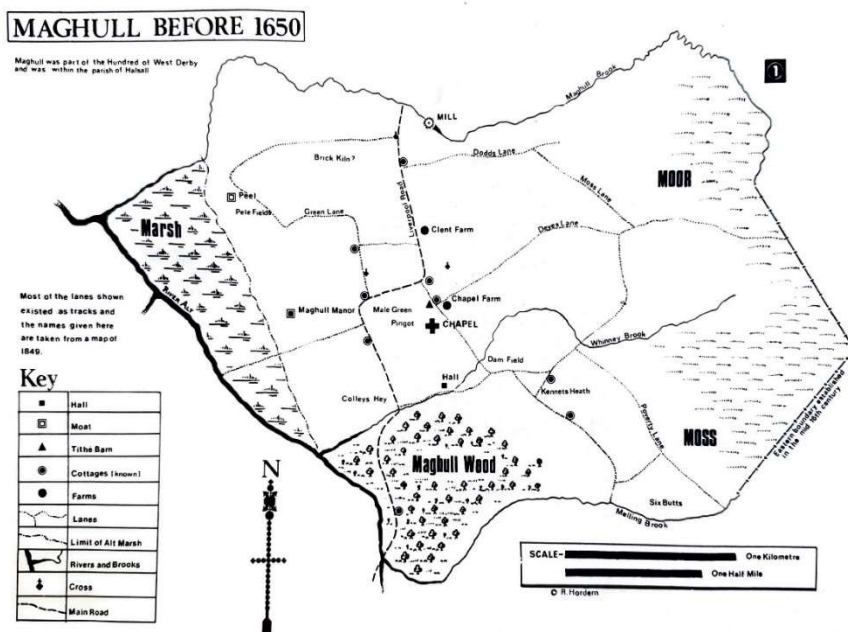 MAGHULL BEFORE 1650
Maghull was part of the Hundred of West Derby
and was within the parish of Halsall
1
Maghull Brook
MILL
Brick Kiln?
Dodds Lane
Liverpool Road
Moss Lane
MOOR
Peel
Pele Fields
Green Lane
Marsh
Clent Farm
Deyes Lane
River Alt
Most of the lanes shown
existed as tracks and
the names given here
are taken from a map of
1849.
Maghull Manor
Male Green
Pingot
Chapel Farm
CHAPEL
Whinney Brook
Dam Field
Hall
Kennets Heath
Colleys Hey
Poverty Lane
Eastern boundary established
in the mid 16th century
MOSS
Maghull Wood
Six Butts
Melling Brook
Key
Hall
Moat
Tithe Barn
Cottages [known]
Farms
Lanes
Limit of Alt Marsh
Rivers and Brooks
Cross
Main Road
N
SCALE-
One Kilometre
One Half Mile
© R. Hordern